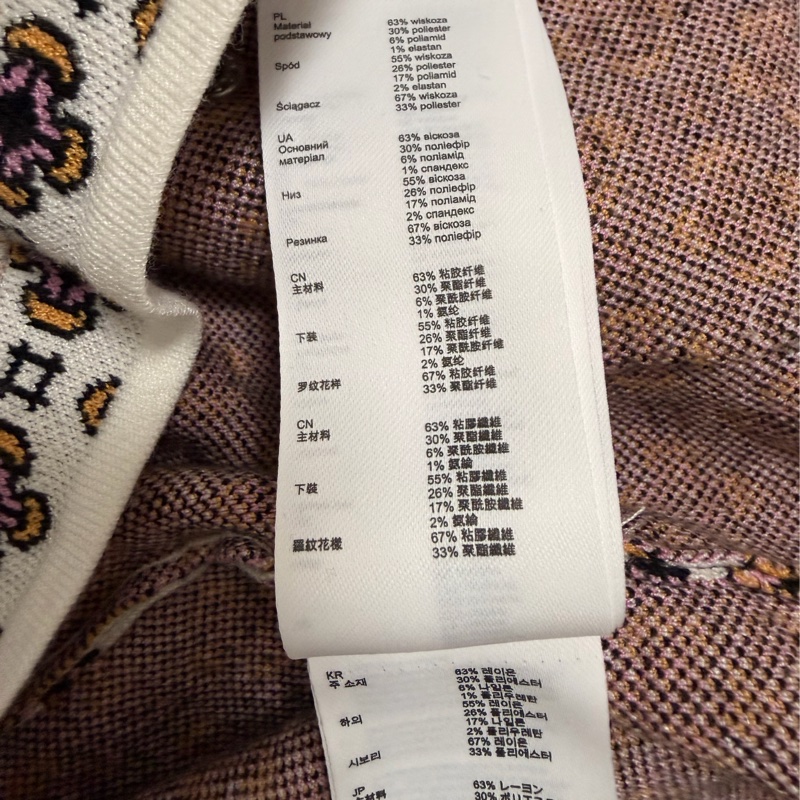 PL
Materiał
podstawowy
63% wiskoza
30% poliester
6% poliamid
1% elastan
Spód
55% wiskoza
26% poliester
17% poliamid
2% elastan
Ściągacz
67% wiskoza
33% poliester
UA
Основний
матеріал
63% віскоза
30% поліефір
6% поліамід
1% спандекс
Низ
55% віскоза
26% поліефір
17% поліамід
2% спандекс
Резинка
67% віскоза
33% поліефір
CN
主材料
63% 粘胶纤维
30% 聚酯纤维
6% 聚酰胺纤维
1% 氨纶
下装
55% 粘胶纤维
26% 聚酯纤维
17% 聚酰胺纤维
2% 氨纶
罗纹花样
67% 粘胶纤维
33% 聚酯纤维
CN
主材料
63% 粘膠纖維
30% 聚酯纖維
6% 聚酰胺纖維
1% 氨綸
下裝
55% 粘膠纖維
26% 聚酯纖維
17% 聚酰胺纖維
2% 氨綸
羅紋花樣
67% 粘膠纖維
33% 聚酯纖維
KR
주 소재
63% 레이온
30% 폴리에스터
6% 나일론
1% 폴리우레탄
하의
55% 레이온
26% 폴리에스터
17% 나일론
2% 폴리우레탄
시보리
67% 레이온
33% 폴리에스터
JP
主材料
63% レーヨン
30% ポリエステル